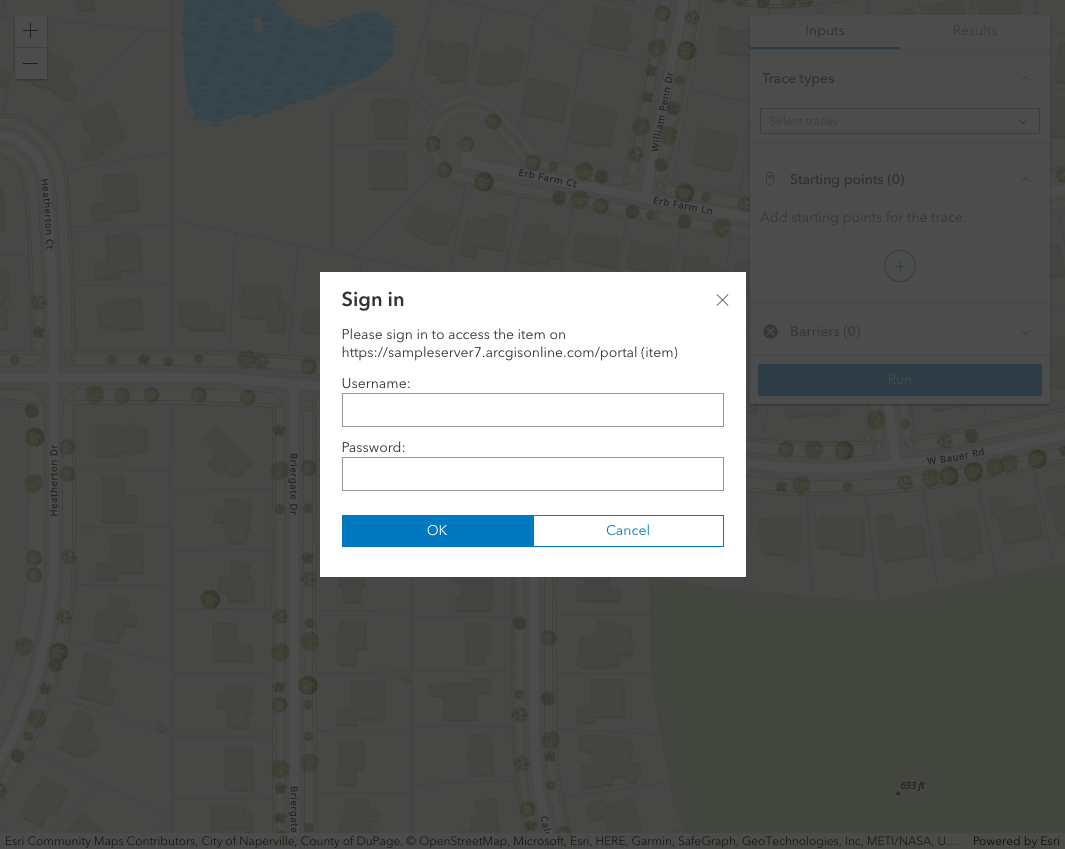 Inputs
Results
Trace types
Select traces
Starting points (0)
Add starting points for the trace.
Barriers (0)
Run
William Penn Dr
Erb Farm Ct
Erb Farm Ln
Heatherton Ct
Sign in
Please sign in to access the item on
https://sampleserver7.arcgisonline.com/portal (item)
Username:
Password:
OK
Cancel
Heatherton Dr
Briergate Dr
W Bauer Rd
693 ft
Briergate
Esri Community Maps Contributors, City of Naperville, County of DuPage, © OpenStreetMap, Microsoft, Esri, HERE, Garmin, SafeGraph, GeoTechnologies, Inc, METI/NASA, U...
Powered by Esri